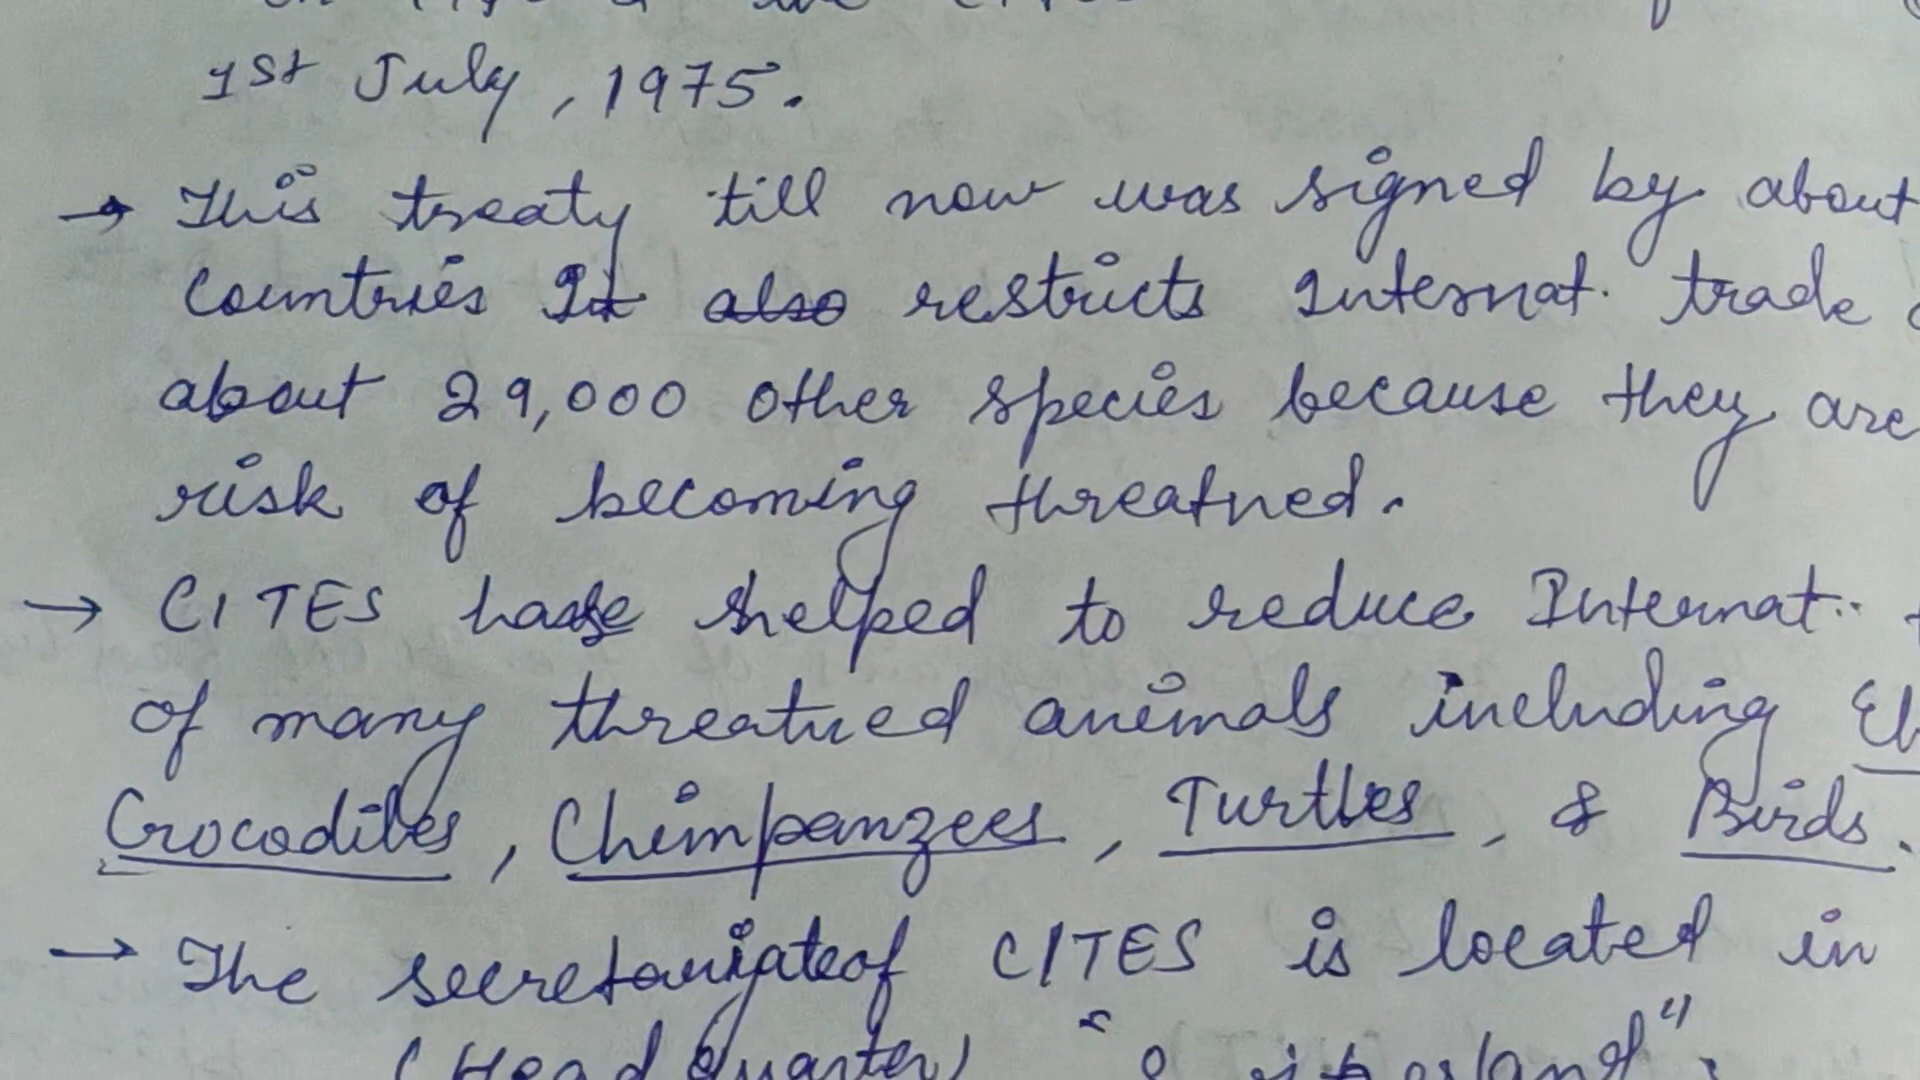 1st July, 1975.
→ This treaty till now was signed by about
Countries It also restricts Internat. trade
about 29,000 other species because they are
risk of becoming threatned.
→ CITES have helped to reduce Internat.
of many threatned animals including
Crocodiles, Chimpanzees, Turtles, & Birds.
→ The secretariate of CITES is located in
(Head Quarter)